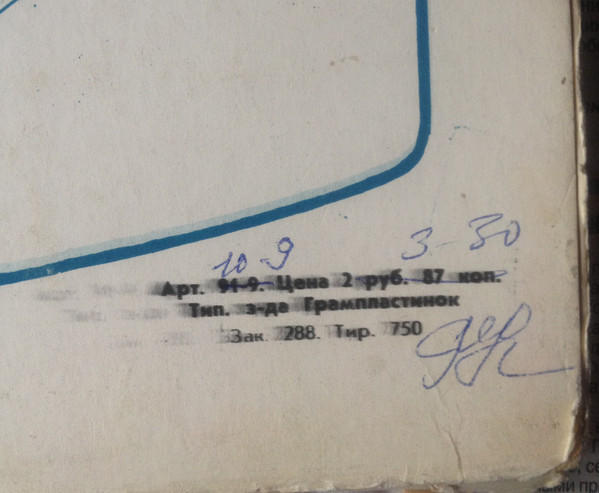 10-9 3-30
Арт. 91-9. Цена 2 руб. 87 коп.
Тип. з-да Грампластинок
Зак. 288. Тир. 750